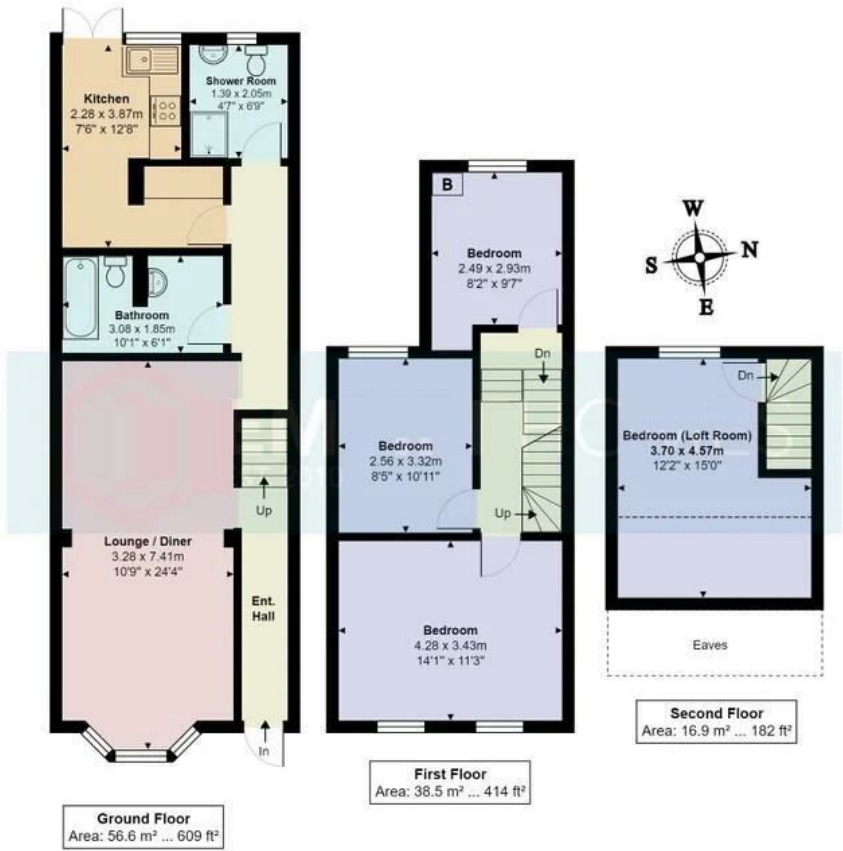 Kitchen
2.28 x 3.87m
7'6" x 12'8"
Shower Room
1.39 x 2.05m
4'7" x 6'9"
Bathroom
3.08 x 1.85m
10'1" x 6'1"
Up
Lounge / Diner
3.28 x 7.41m
10'9" x 24'4"
Ent.
Hall
In
Ground Floor
Area: 56.6 m² ... 609 ft²
B
Bedroom
2.49 x 2.93m
8'2" x 9'7"
Dn
Bedroom
2.56 x 3.32m
8'5" x 10'11"
Up
Bedroom
4.28 x 3.43m
14'1" x 11'3"
First Floor
Area: 38.5 m² ... 414 ft²
W
S
N
E
Dn
Bedroom (Loft Room)
3.70 x 4.57m
12'2" x 15'0"
Eaves
Second Floor
Area: 16.9 m² ... 182 ft²